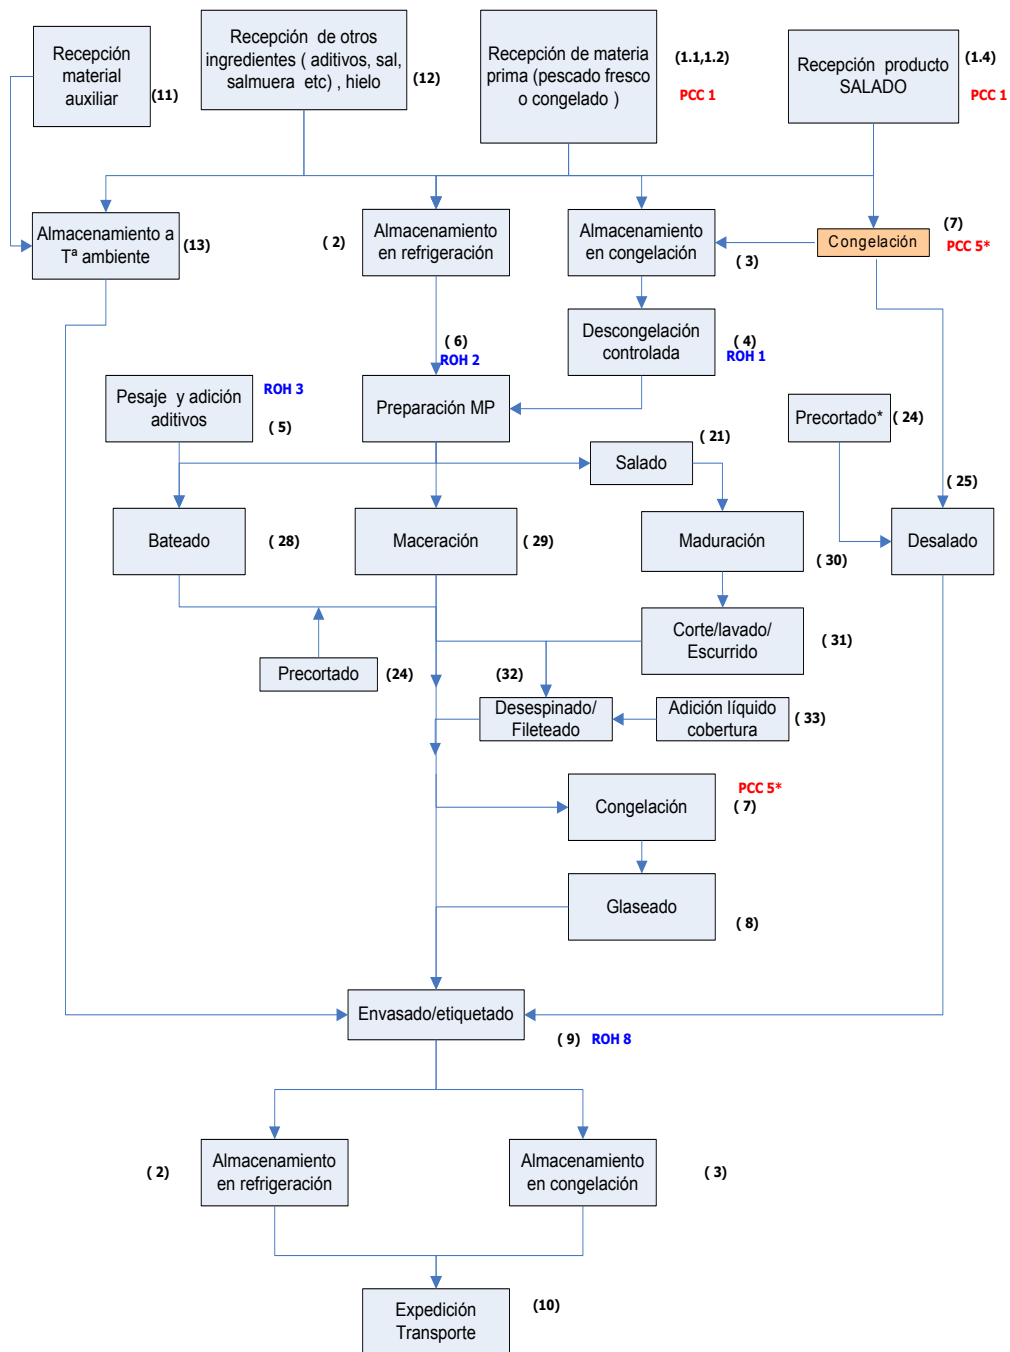 Recepción
material
auxiliar
(11)
Recepción de otros
ingredientes ( aditivos, sal,
salmuera etc) , hielo
(12)
Recepción de materia
prima (pescado fresco
o congelado )
(1.1,1.2)
PCC 1
Recepción producto
SALADO
(1.4)
PCC 1
Almacenamiento a
Tª ambiente
(13)
( 2)
Almacenamiento
en refrigeración
Almacenamiento
en congelación
( 3)
Congelación
(7)
PCC 5*
( 6)
ROH 2
Descongelación
controlada
( 4)
ROH 1
Pesaje y adición
aditivos
ROH 3
( 5)
Preparación MP
Precortado*
( 24)
Salado
(21)
( 25)
Bateado
( 28)
Maceración
( 29)
Maduración
( 30)
Desalado
Corte/lavado/
Escurrido
(31)
Precortado
(24)
(32)
Desespinado/
Fileteado
Adición líquido
cobertura
( 33)
Congelación
PCC 5*
( 7)
Glaseado
( 8)
Envasado/etiquetado
( 9)
ROH 8
( 2)
Almacenamiento
en refrigeración
Almacenamiento
en congelación
( 3)
Expedición
Transporte
(10)